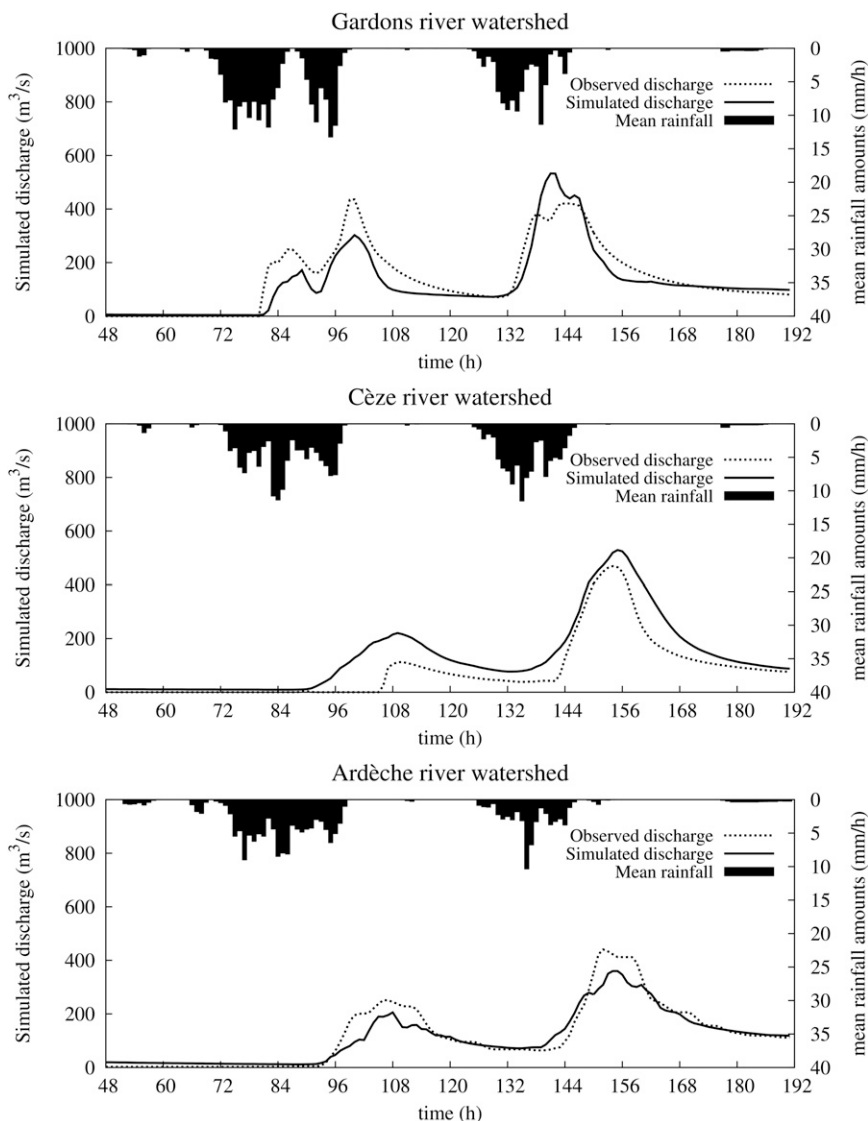 Gardons river watershed
Simulated discharge (m³/s)
1000
800
600
400
200
0
0
5
10
15
20
25
30
35
40
mean rainfall amounts (mm/h)
Observed discharge
Simulated discharge
Mean rainfall
48 60 72 84 96 108 120 132 144 156 168 180 192
time (h)
Cèze river watershed
Simulated discharge (m³/s)
1000
800
600
400
200
0
0
5
10
15
20
25
30
35
40
mean rainfall amounts (mm/h)
Observed discharge
Simulated discharge
Mean rainfall
48 60 72 84 96 108 120 132 144 156 168 180 192
time (h)
Ardèche river watershed
Simulated discharge (m³/s)
1000
800
600
400
200
0
0
5
10
15
20
25
30
35
40
mean rainfall amounts (mm/h)
Observed discharge
Simulated discharge
Mean rainfall
48 60 72 84 96 108 120 132 144 156 168 180 192
time (h)